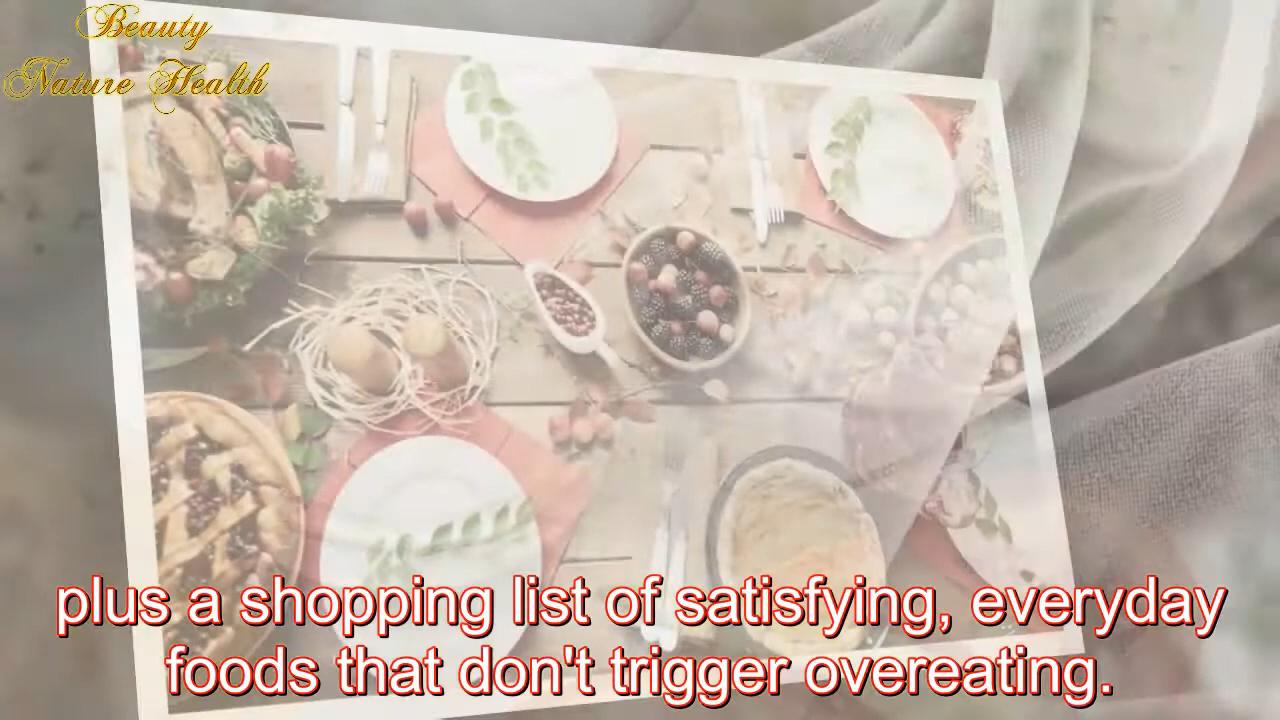 Beauty
Nature Health
plus a shopping list of satisfying, everyday
foods that don't trigger overeating.